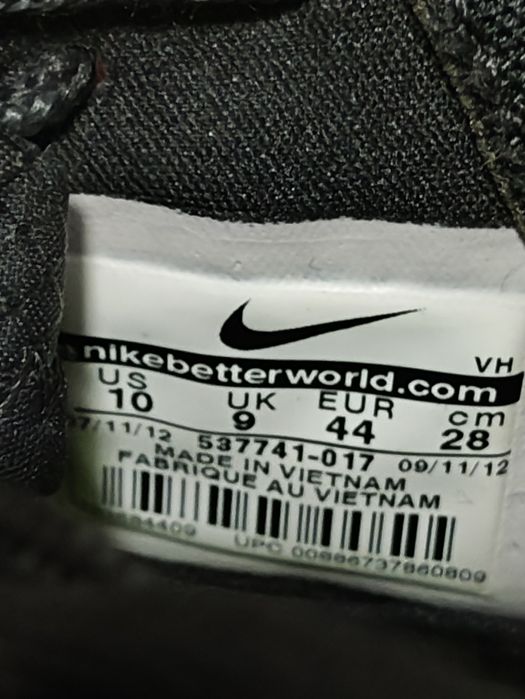 VH
nikebetterworld.com
US UK EUR cm
10 9 44 28
7/11/12 537741-017 09/11/12
MADE IN VIETNAM
FABRIQUE AU VIETNAM
UPC 00886737860809